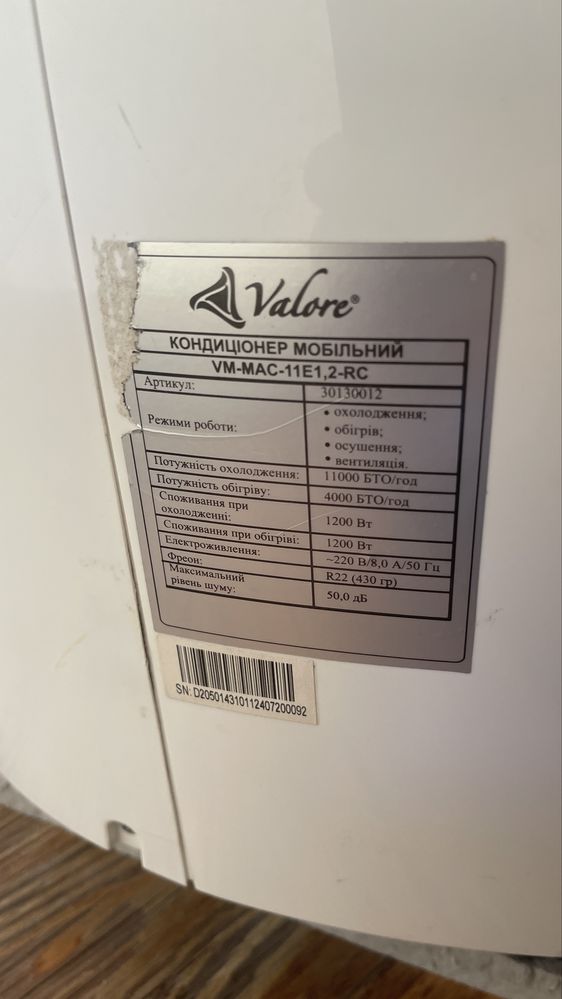 Valore®
КОНДИЦІОНЕР МОБІЛЬНИЙ
VM-MAC-11E1,2-RC
Артикул: 30130012
Режими роботи: • охолодження;
• обігрів;
• осушення;
• вентиляція.
Потужність охолодження: 11000 БТО/год
Потужність обігріву: 4000 БТО/год
Споживання при
охолодженні: 1200 Вт
Споживання при обігріві: 1200 Вт
Електроживлення: ~220 В/8,0 А/50 Гц
Фреон: R22 (430 гр)
Максимальний
рівень шуму: 50,0 дБ
SN: D205014310112407200092